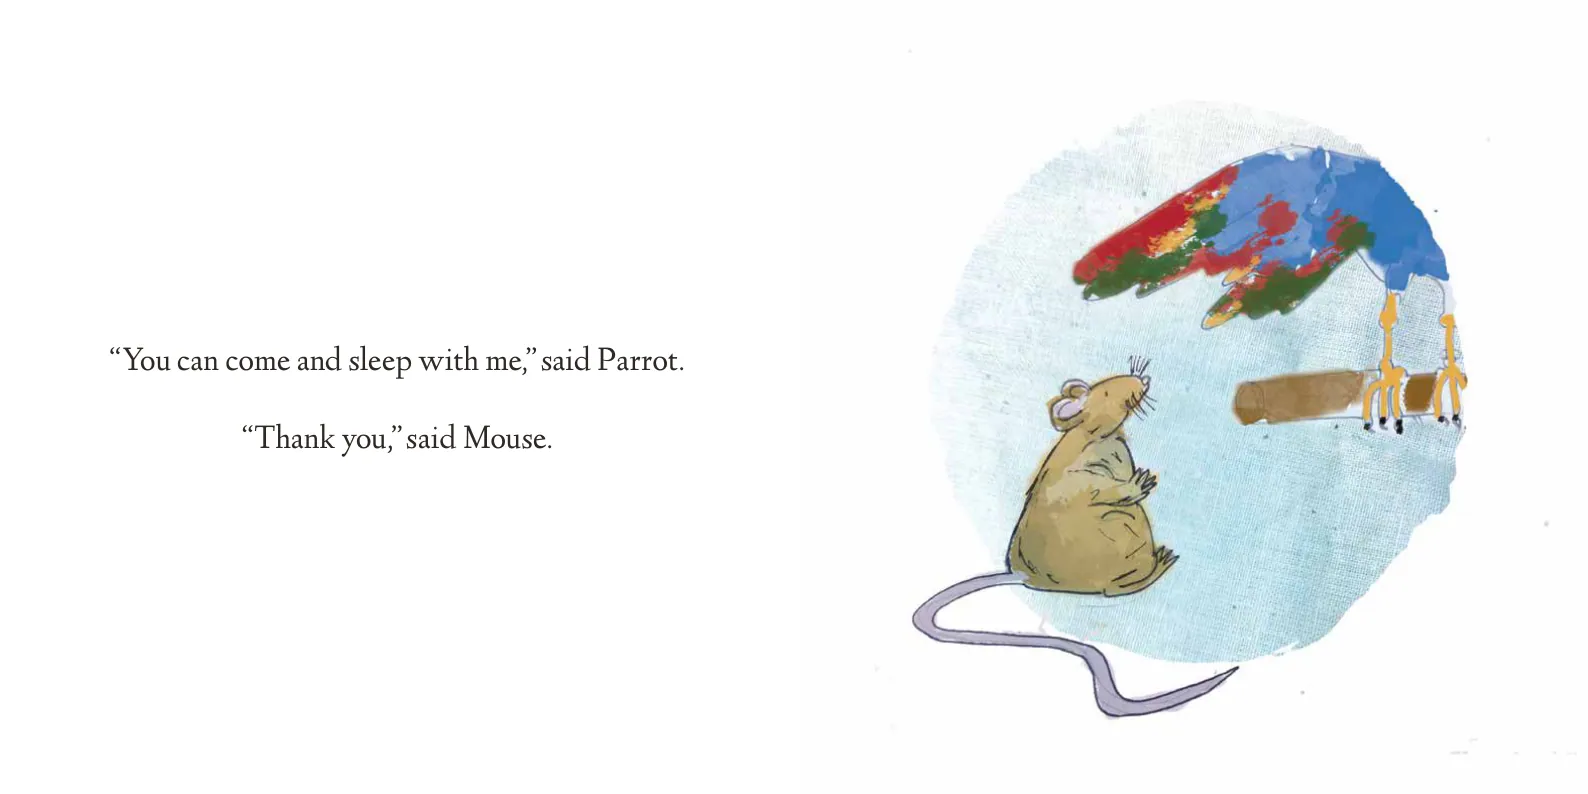 “You can come and sleep with me,” said Parrot.
“Thank you,” said Mouse.